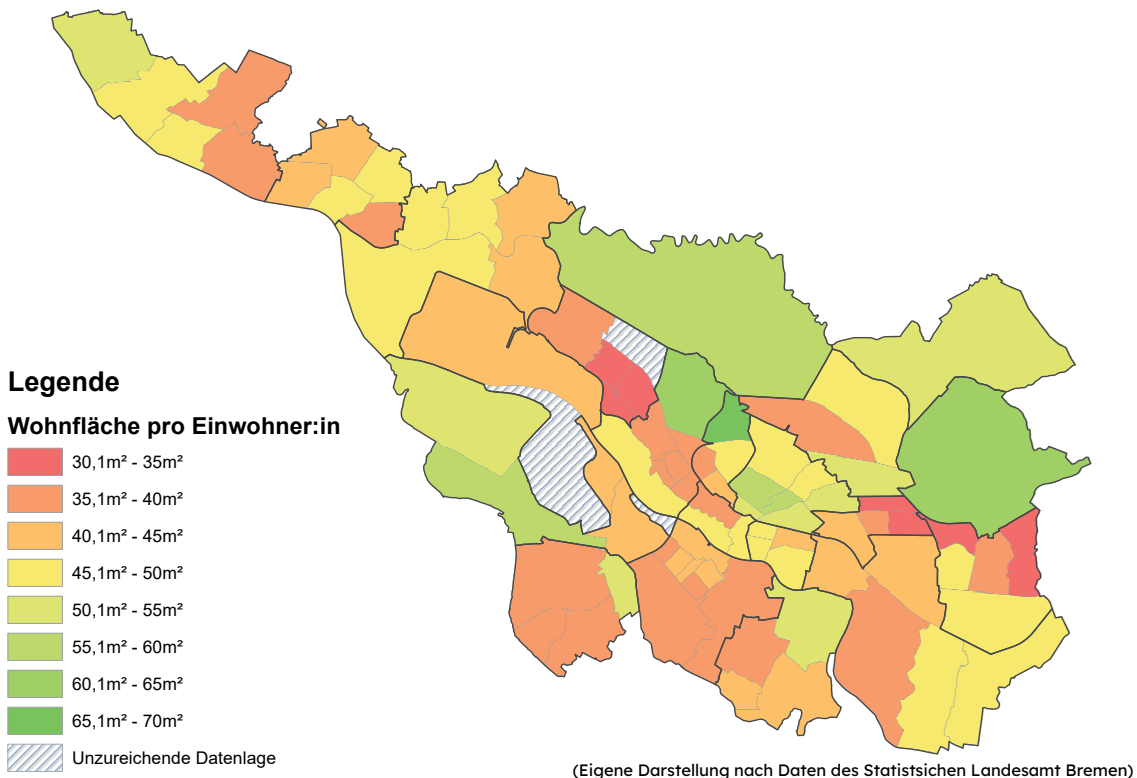 Legende
Wohnfläche pro Einwohner:in
30,1m² - 35m²
35,1m² - 40m²
40,1m² - 45m²
45,1m² - 50m²
50,1m² - 55m²
55,1m² - 60m²
60,1m² - 65m²
65,1m² - 70m²
Unzureichende Datenlage
(Eigene Darstellung nach Daten des Statistsichen Landesamt Bremen)